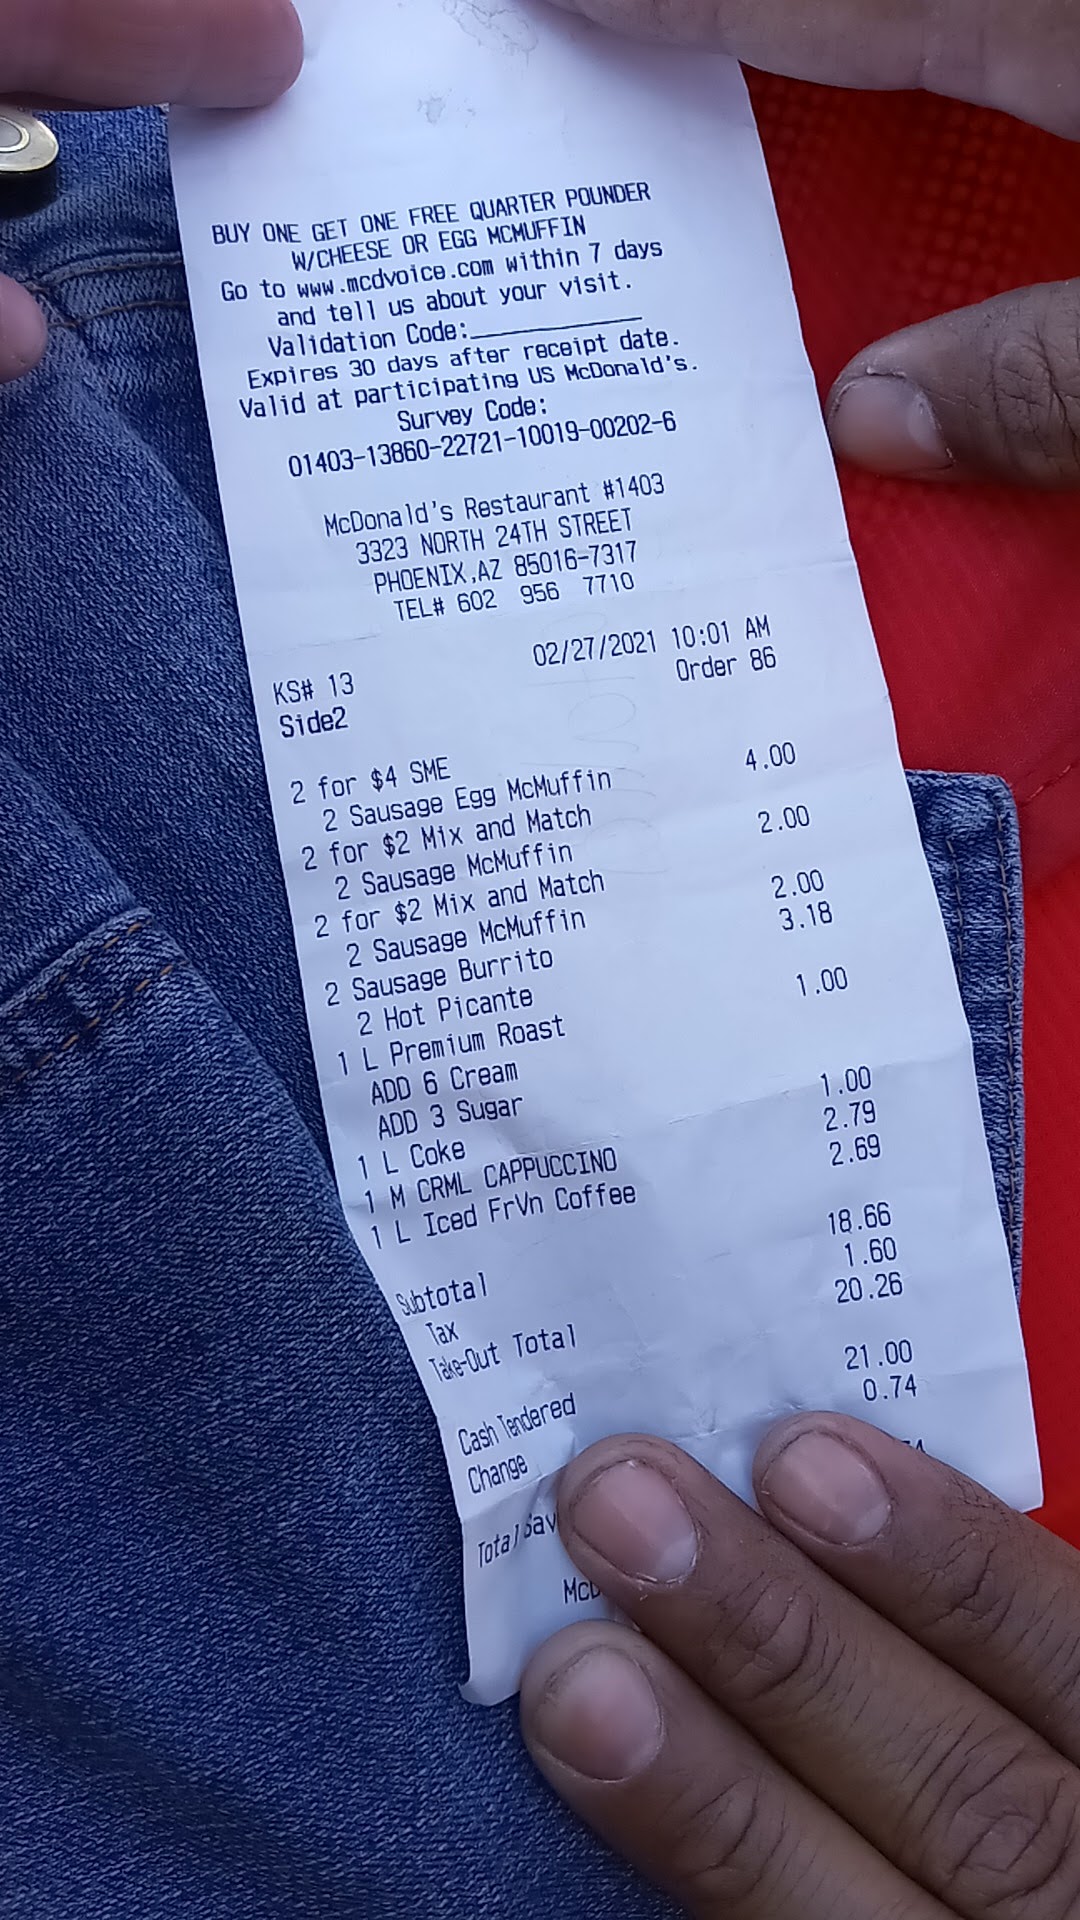 BUY ONE GET ONE FREE QUARTER POUNDER
W/CHEESE OR EGG MCMUFFIN
Go to www.mcdvoice.com within 7 days
and tell us about your visit.
Validation Code:____________
Expires 30 days after receipt date.
Valid at participating US McDonald's.
Survey Code:
01403-13860-22721-10019-00202-6
McDonald's Restaurant #1403
3323 NORTH 24TH STREET
PHOENIX,AZ 85016-7317
TEL# 602 956 7710
KS# 13 02/27/2021 10:01 AM
Side2 Order 86
2 for $4 SME 4.00
2 Sausage Egg McMuffin
2 for $2 Mix and Match 2.00
2 Sausage McMuffin
2 for $2 Mix and Match 2.00
2 Sausage McMuffin
2 Sausage Burrito 3.18
2 Hot Picante
1 L Premium Roast 1.00
ADD 6 Cream
ADD 3 Sugar
1 L Coke 1.00
1 M CRML CAPPUCCINO 2.79
1 L Iced FrVn Coffee 2.69
Subtotal 18.66
Tax 1.60
Take-Out Total 20.26
Cash Tendered 21.00
Change 0.74
Total